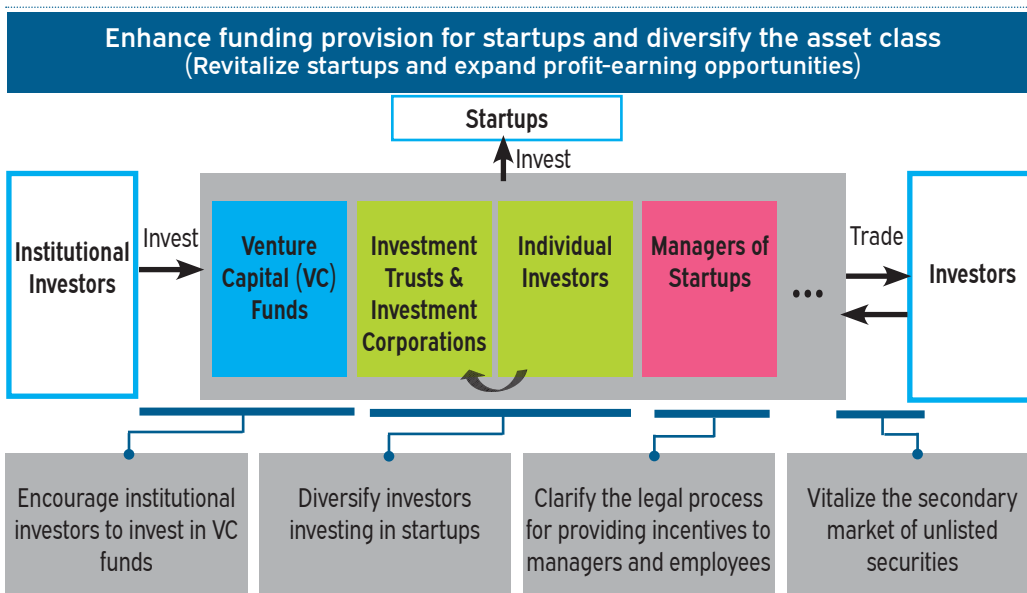 Enhance funding provision for startups and diversify the asset class
(Revitalize startups and expand profit-earning opportunities)
Startups
Invest
Institutional
Investors
Invest
Venture
Capital (VC)
Funds
Investment
Trusts &
Investment
Corporations
Individual
Investors
Managers of
Startups
...
Trade
Investors
Encourage institutional
investors to invest in VC
funds
Diversify investors
investing in startups
Clarify the legal process
for providing incentives to
managers and employees
Vitalize the secondary
market of unlisted
securities